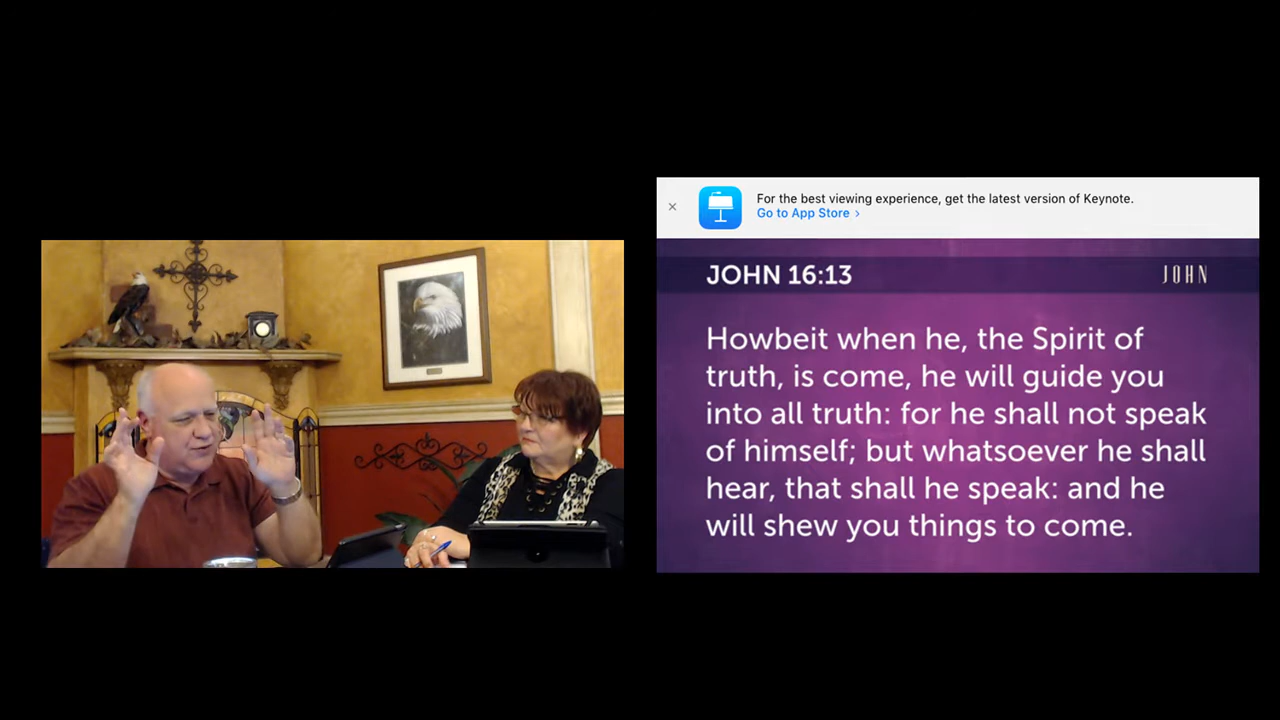 For the best viewing experience, get the latest version of Keynote.
Go to App Store >
JOHN 16:13
JOHN
Howbeit when he, the Spirit of
truth, is come, he will guide you
into all truth: for he shall not speak
of himself; but whatsoever he shall
hear, that shall he speak: and he
will shew you things to come.